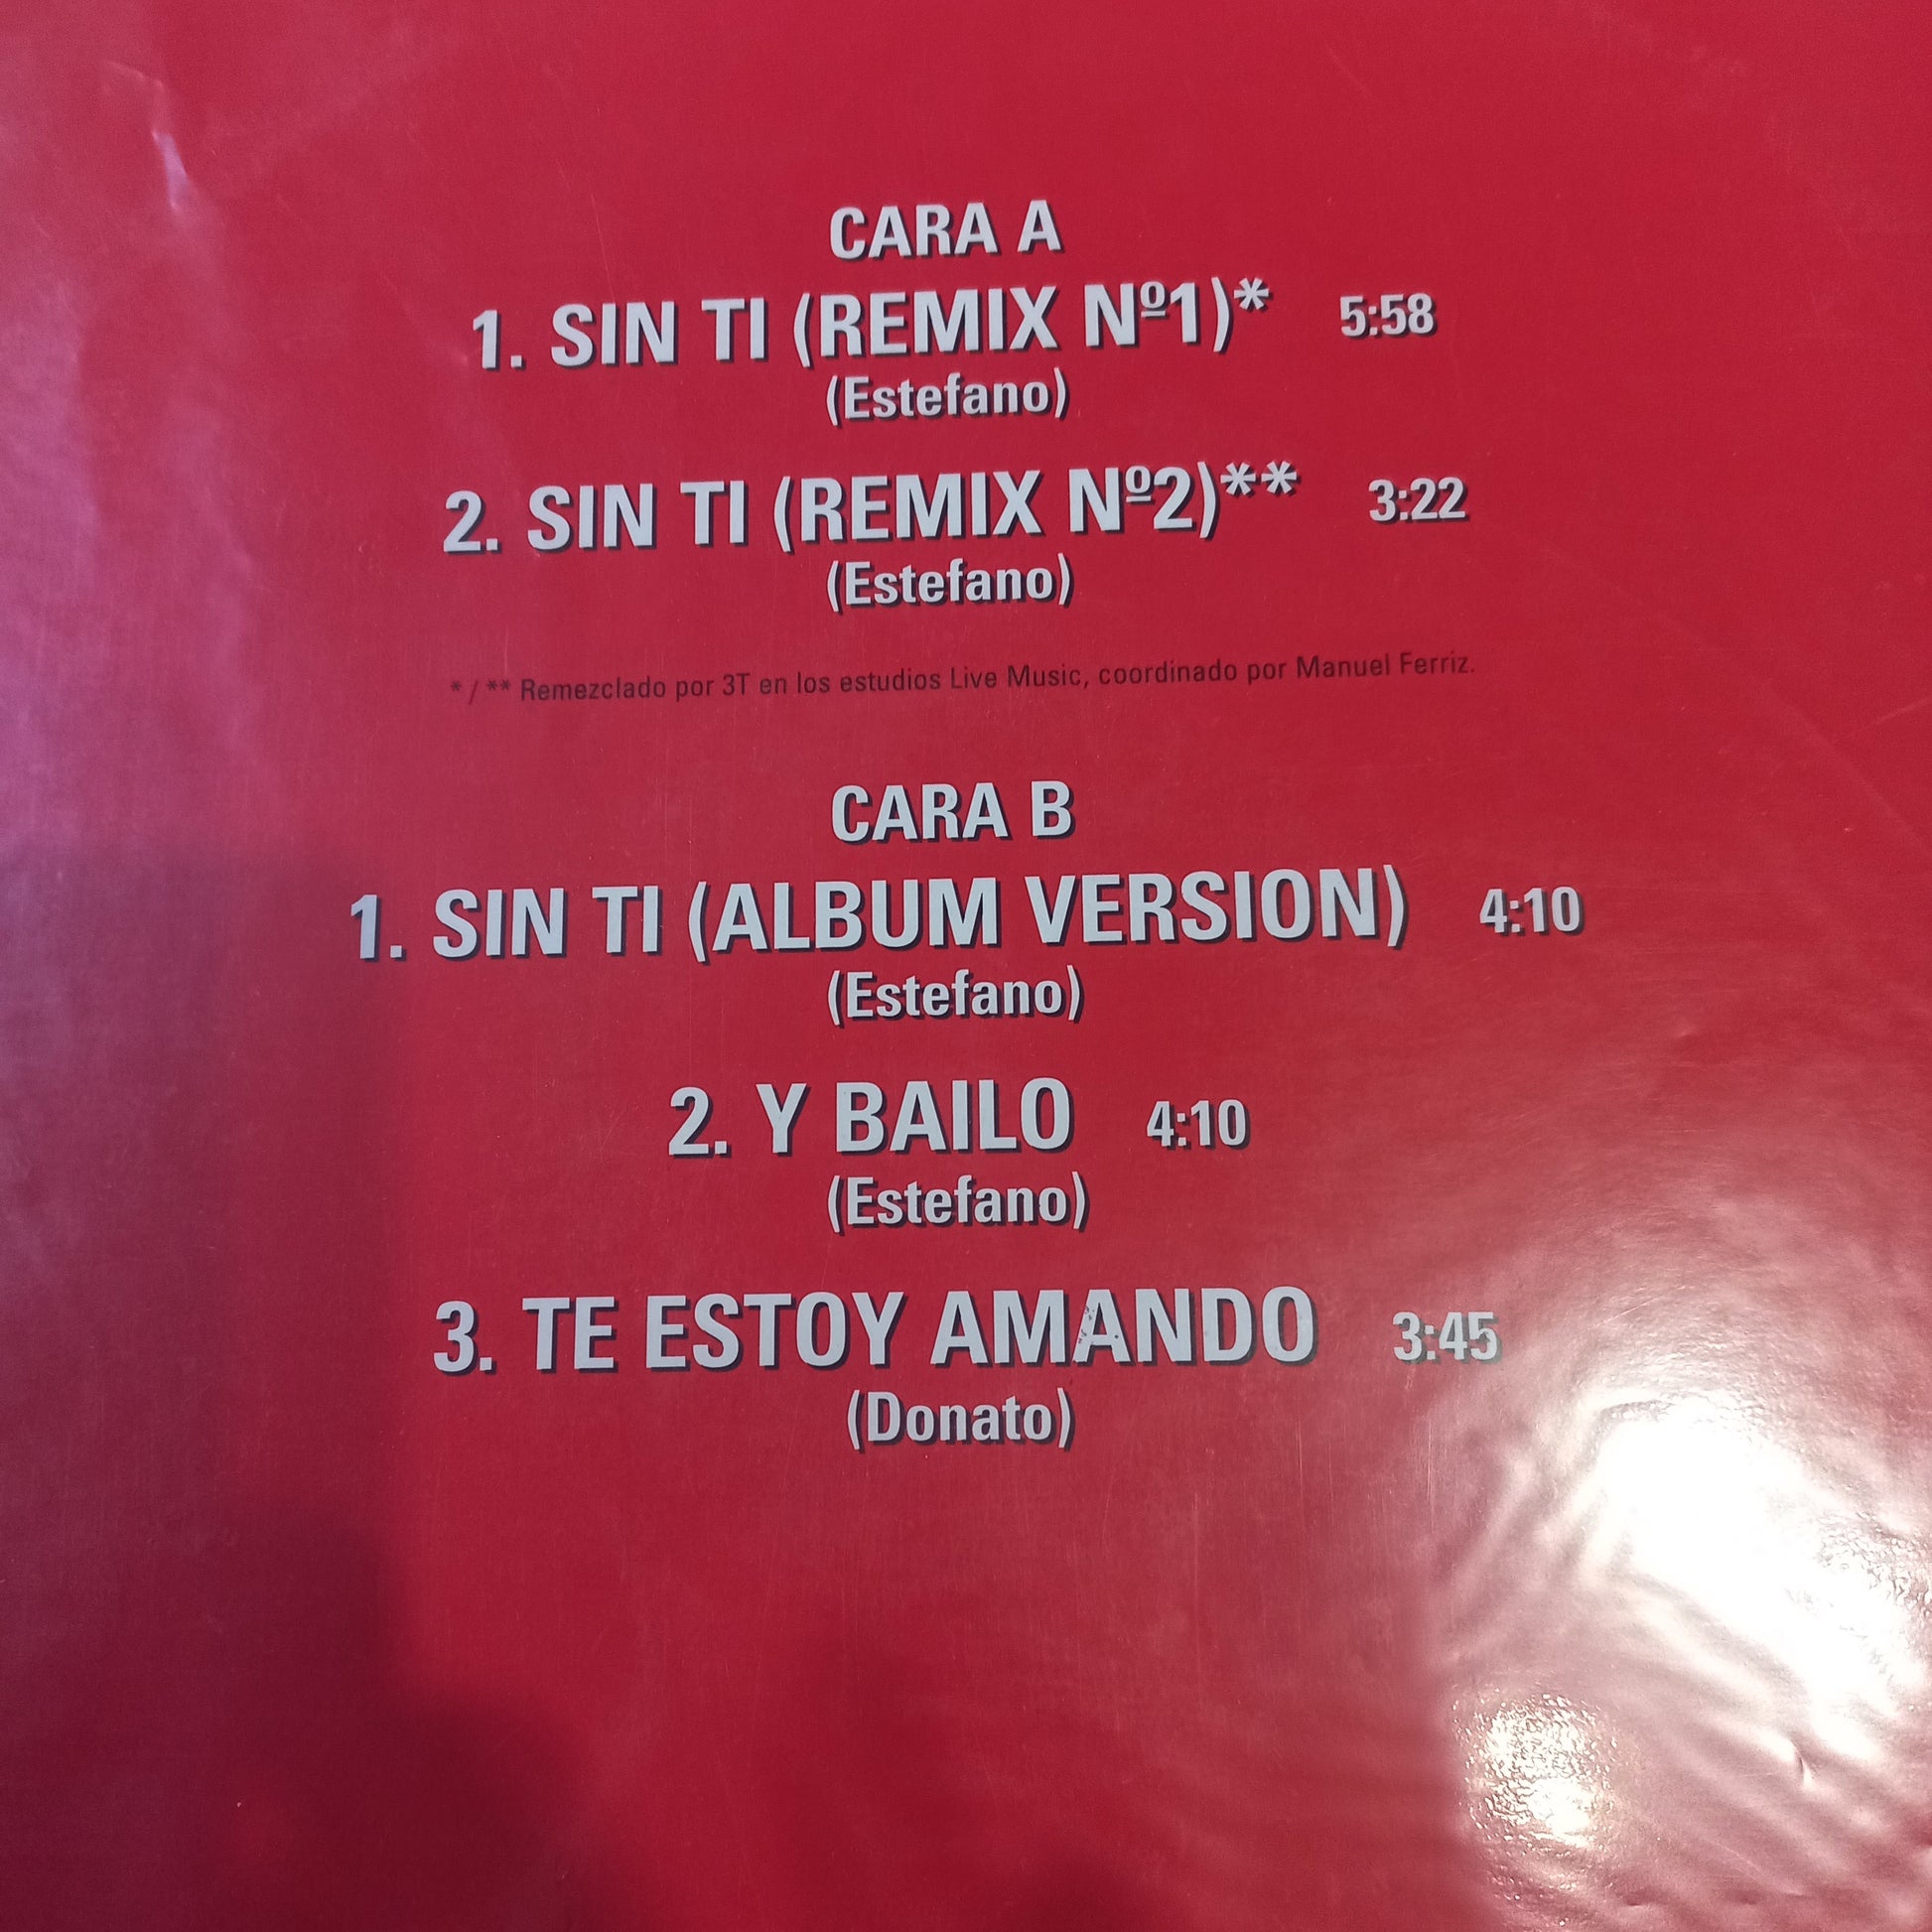 CARA A
1. SIN TI (REMIX Nº1)* 5:58
(Estefano)
2. SIN TI (REMIX Nº2)** 3:22
(Estefano)
* / ** Remezclado por 3T en los estudios Live Music, coordinado por Manuel Ferriz.
CARA B
1. SIN TI (ALBUM VERSION) 4:10
(Estefano)
2. Y BAILO 4:10
(Estefano)
3. TE ESTOY AMANDO 3:45
(Donato)